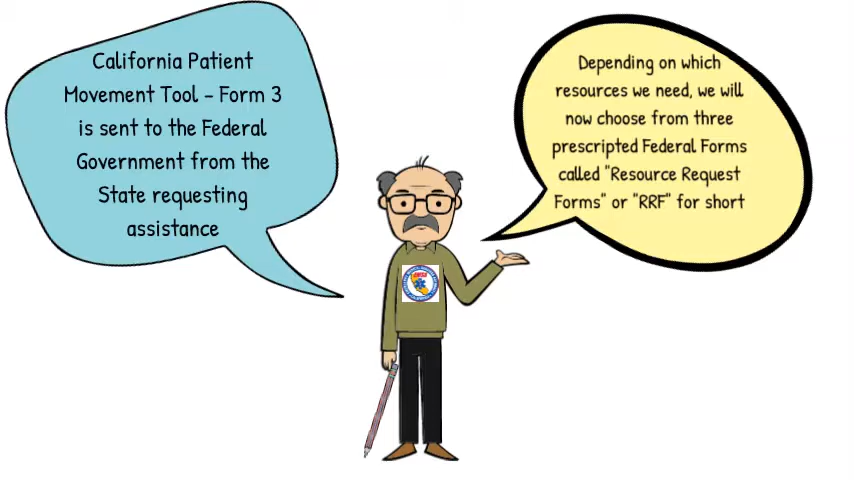 California Patient
Movement Tool - Form 3
is sent to the Federal
Government from the
State requesting
assistance
Depending on which
resources we need, we will
now choose from three
prescripted Federal Forms
called "Resource Request
Forms" or "RRF" for short